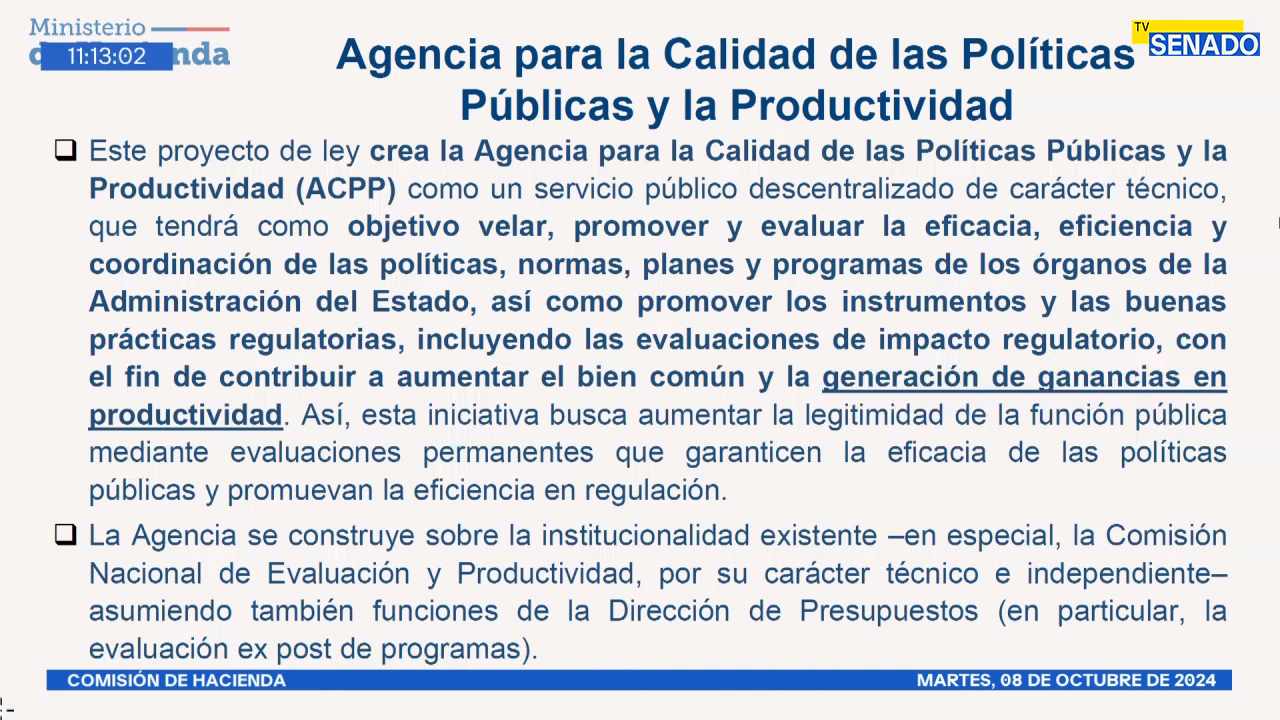 Ministerio
11:13:02 nda
TV
SENADO
Agencia para la Calidad de las Políticas
Públicas y la Productividad
Este proyecto de ley crea la Agencia para la Calidad de las Políticas Públicas y la
Productividad (ACPP) como un servicio público descentralizado de carácter técnico,
que tendrá como objetivo velar, promover y evaluar la eficacia, eficiencia y
coordinación de las políticas, normas, planes y programas de los órganos de la
Administración del Estado, así como promover los instrumentos y las buenas
prácticas regulatorias, incluyendo las evaluaciones de impacto regulatorio, con
el fin de contribuir a aumentar el bien común y la generación de ganancias en
productividad. Así, esta iniciativa busca aumentar la legitimidad de la función pública
mediante evaluaciones permanentes que garanticen la eficacia de las políticas
públicas y promuevan la eficiencia en regulación.
La Agencia se construye sobre la institucionalidad existente –en especial, la Comisión
Nacional de Evaluación y Productividad, por su carácter técnico e independiente–
asumiendo también funciones de la Dirección de Presupuestos (en particular, la
evaluación ex post de programas).
COMISIÓN DE HACIENDA
MARTES, 08 DE OCTUBRE DE 2024